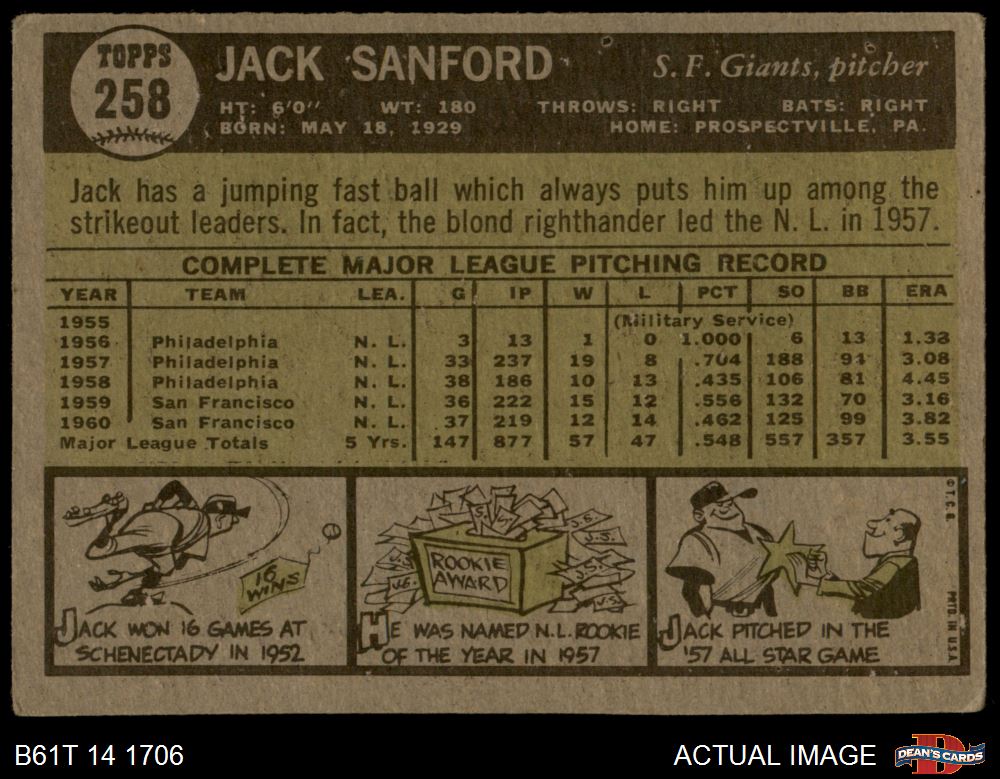 TOPPS
258
JACK SANFORD
S. F. Giants, pitcher
HT: 6'0" WT: 180 THROWS: RIGHT BATS: RIGHT
BORN: MAY 18, 1929 HOME: PROSPECTVILLE, PA.
Jack has a jumping fast ball which always puts him up among the
strikeout leaders. In fact, the blond righthander led the N. L. in 1957.
COMPLETE MAJOR LEAGUE PITCHING RECORD
YEAR TEAM LEA. G IP W L PCT SO BB ERA
1955 (Military Service)
1956 Philadelphia N. L. 3 13 1 0 1.000 6 13 1.38
1957 Philadelphia N. L. 33 237 19 8 .704 188 94 3.08
1958 Philadelphia N. L. 38 186 10 13 .435 106 81 4.45
1959 San Francisco N. L. 36 222 15 12 .556 132 70 3.16
1960 San Francisco N. L. 37 219 12 14 .462 125 99 3.82
Major League Totals 5 Yrs. 147 877 57 47 .548 557 357 3.55
16
WINS
JACK WON 16 GAMES AT
SCHENECTADY IN 1952
J.S.
J.S.
J.S.
J.S.
ROOKIE
AWARD
HE WAS NAMED N.L. ROOKIE
OF THE YEAR IN 1957
JACK PITCHED IN THE
'57 ALL STAR GAME
© T. C. G.
PRTD. IN U.S.A.
B61T 14 1706
ACTUAL IMAGE
D
DEAN'S CARDS